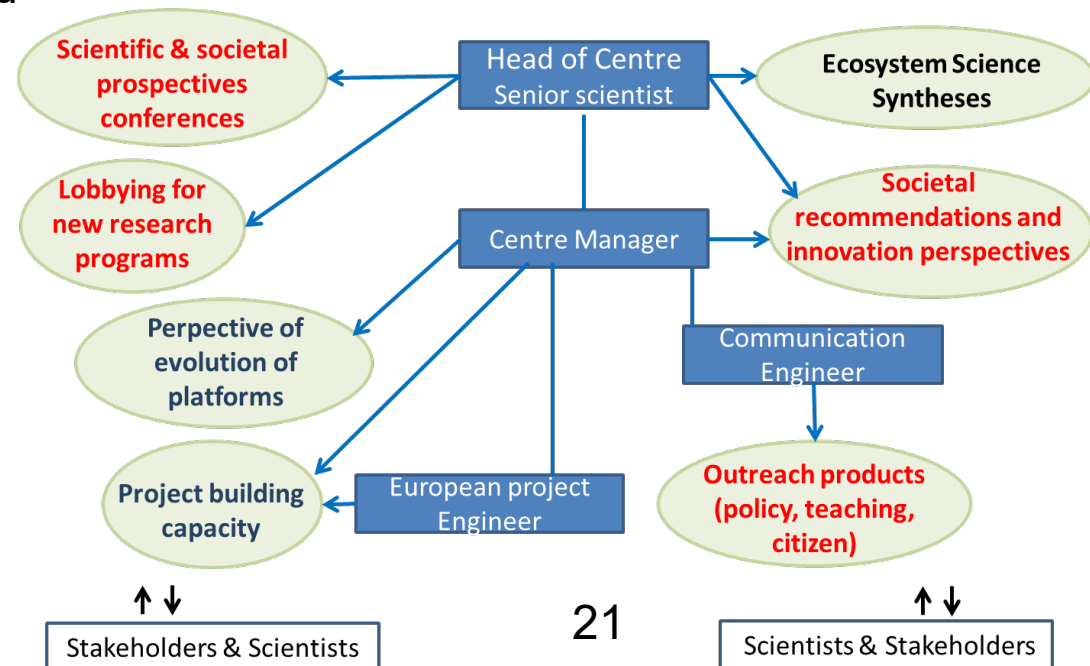 Scientific & societal
prospectives
conferences
Head of Centre
Senior scientist
Ecosystem Science
Syntheses
Lobbying for
new research
programs
Societal
recommendations and
innovation perspectives
Centre Manager
Perpective of
evolution of
platforms
Communication
Engineer
Project building
capacity
European project
Engineer
Outreach products
(policy, teaching,
citizen)
21
Stakeholders & Scientists
Scientists & Stakeholders